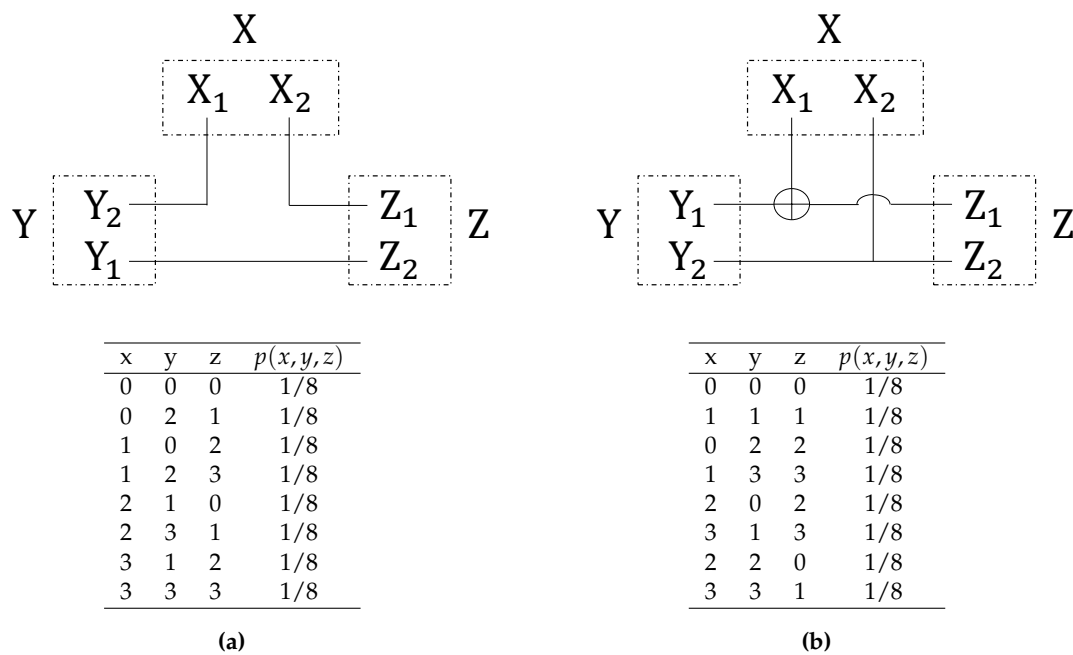 X
X₁ X₂
Y
Y₂
Y₁
Z₁
Z₂
Z
x y z p(x, y, z)
0 0 0 1/8
0 2 1 1/8
1 0 2 1/8
1 2 3 1/8
2 1 0 1/8
2 3 1 1/8
3 1 2 1/8
3 3 3 1/8
(a)
X
X₁ X₂
Y
Y₁
Y₂
Z₁
Z₂
Z
x y z p(x, y, z)
0 0 0 1/8
1 1 1 1/8
0 2 2 1/8
1 3 3 1/8
2 0 2 1/8
3 1 3 1/8
2 2 0 1/8
3 3 1 1/8
(b)